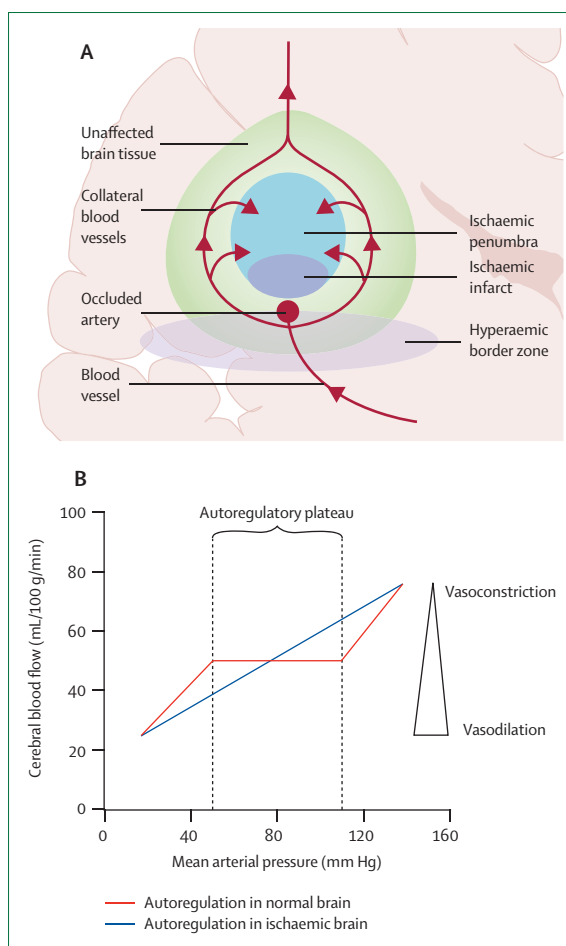 A
Unaffected
brain tissue
Collateral
blood
vessels
Occluded
artery
Blood
vessel
Ischaemic
penumbra
Ischaemic
infarct
Hyperaemic
border zone
B
Autoregulatory plateau
100
80
60
40
20
0
Cerebral blood flow (mL/100 g/min)
0
40
80
120
160
Mean arterial pressure (mm Hg)
Vasoconstriction
Vasodilation
Autoregulation in normal brain
Autoregulation in ischaemic brain